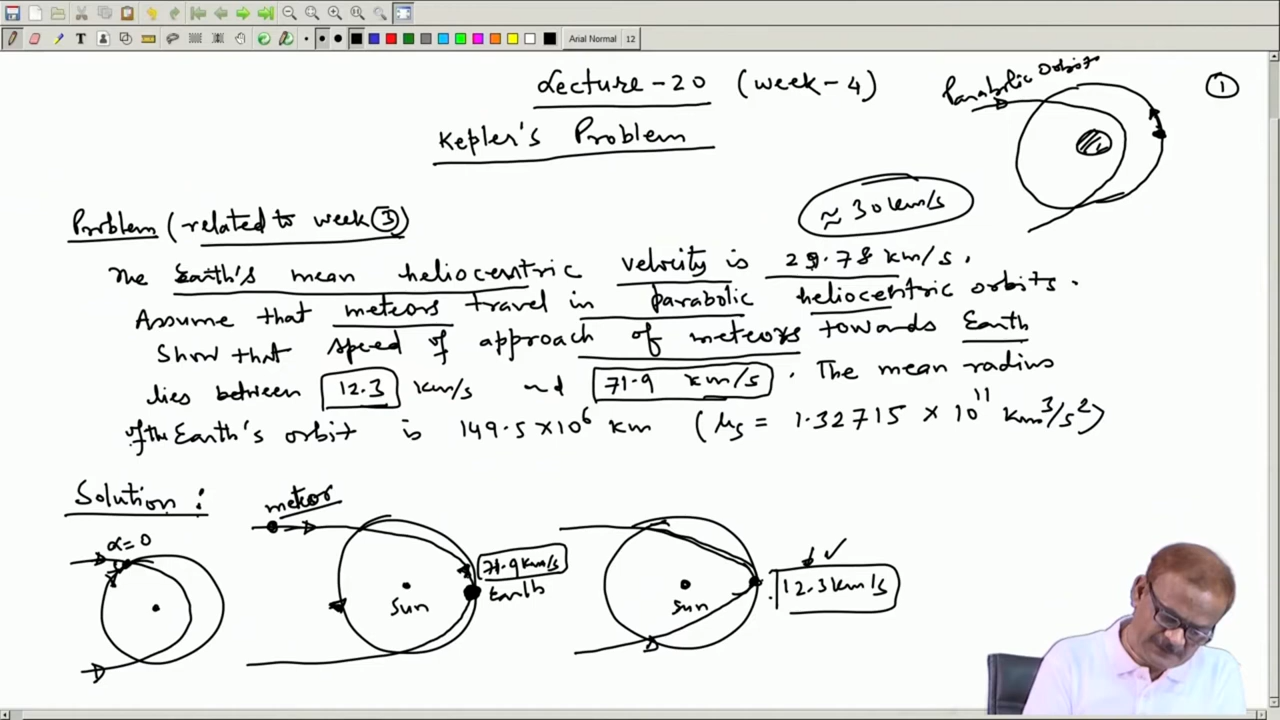 Arial Normal 12
Lecture-20 (week-4)
Kepler's Problem
Parabolic Orbits
1
Problem (related to week 3)
≈ 30 km/s
The Earth's mean heliocentric velocity is 29.78 km/s.
Assume that meteors travel in parabolic heliocentric orbits.
Show that speed of approach of meteors towards Earth
lies between 12.3 km/s and 71.9 km/s. The mean radius
of the Earth's orbit is 149.5×10⁶ km (μs = 1.32715 × 10¹¹ km³/s²)
Solution:
α=0
meteor
Sun
71.9 km/s
Earth
Sun
12.3 km/s ✓